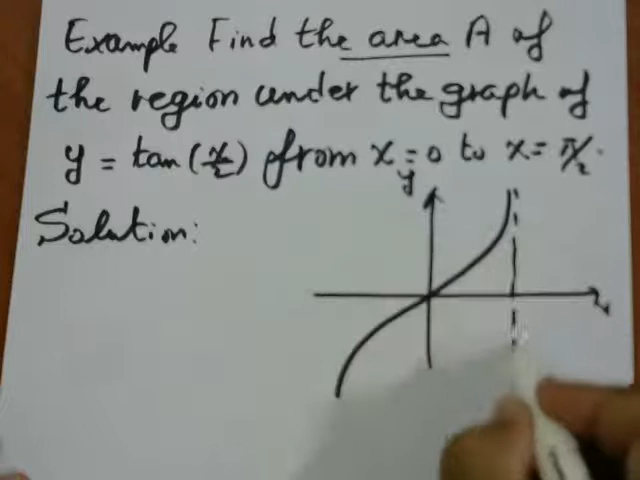 Example Find the area A of
the region under the graph of
y = tan(x/2) from x=0 to x=π/2.
Solution:
y
x